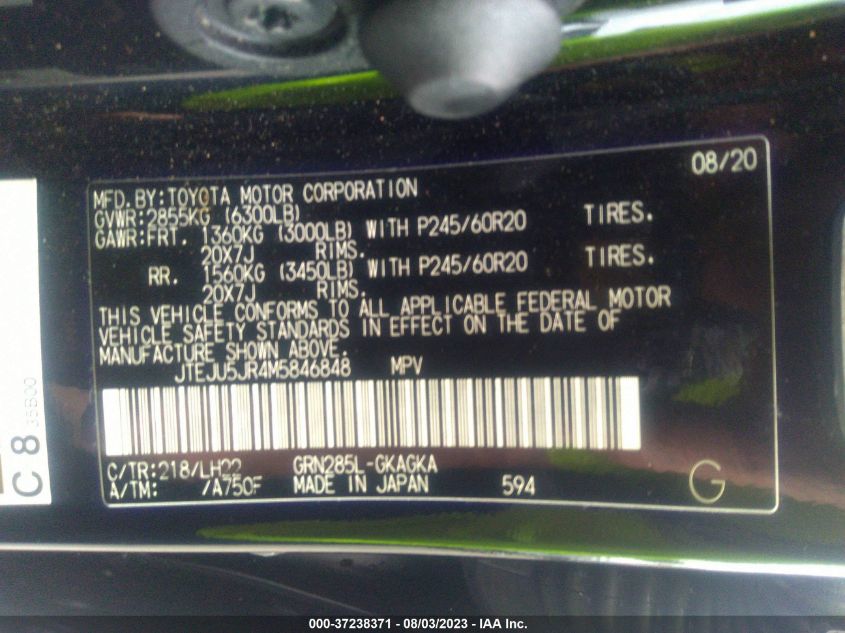 08/20
MFD.BY:TOYOTA MOTOR CORPORATION
GVWR:2855KG (6300LB)
GAWR:FRT. 1360KG (3000LB) WITH P245/60R20 TIRES.
20X7J RIMS.
RR. 1560KG (3450LB) WITH P245/60R20 TIRES.
20X7J RIMS.
THIS VEHICLE CONFORMS TO ALL APPLICABLE FEDERAL MOTOR
VEHICLE SAFETY STANDARDS IN EFFECT ON THE DATE OF
MANUFACTURE SHOWN ABOVE.
JTEJU5JR4M5846848 MPV
C/TR:218/LH22 GRN285L-GKAGKA
A/TM: /A750F MADE IN JAPAN 594 G
C 8
35B00
000-37238371 - 08/03/2023 - IAA Inc.